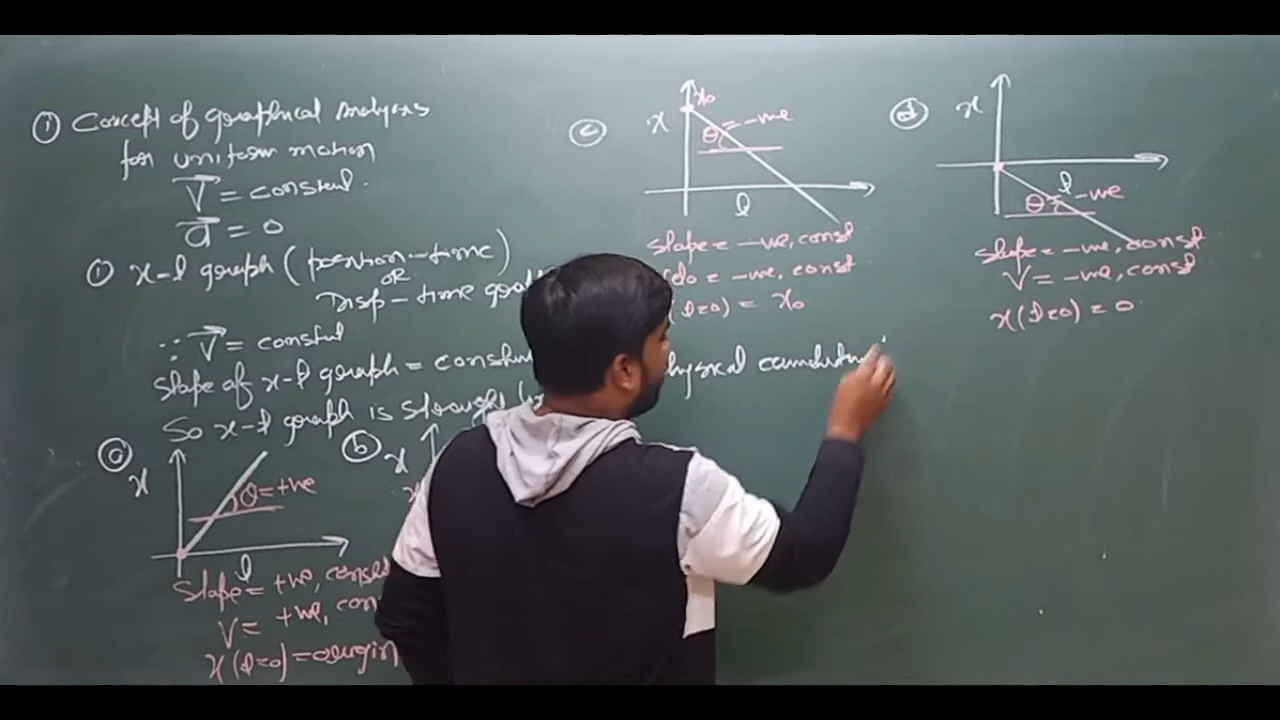 ① Concept of graphical Analysis
for uniform motion
V = constant.
a = 0
① x-t graph (position-time)
OR
Disp-time graph
∵ V = constant
slope of x-t graph = constant
So x-t graph is straight
ⓐ
x
θ=+ve
t
slope = +ve, const
V = +ve, con
x(t=0) = origin
ⓑ
x
ⓒ
x
x₀
θ = -ve
t
slope = -ve, const
= -ve, const
(t=0) = x₀
hysical condition
ⓓ
x
t
θ = -ve
slope = -ve, const
V = -ve, const
x(t=0) = 0